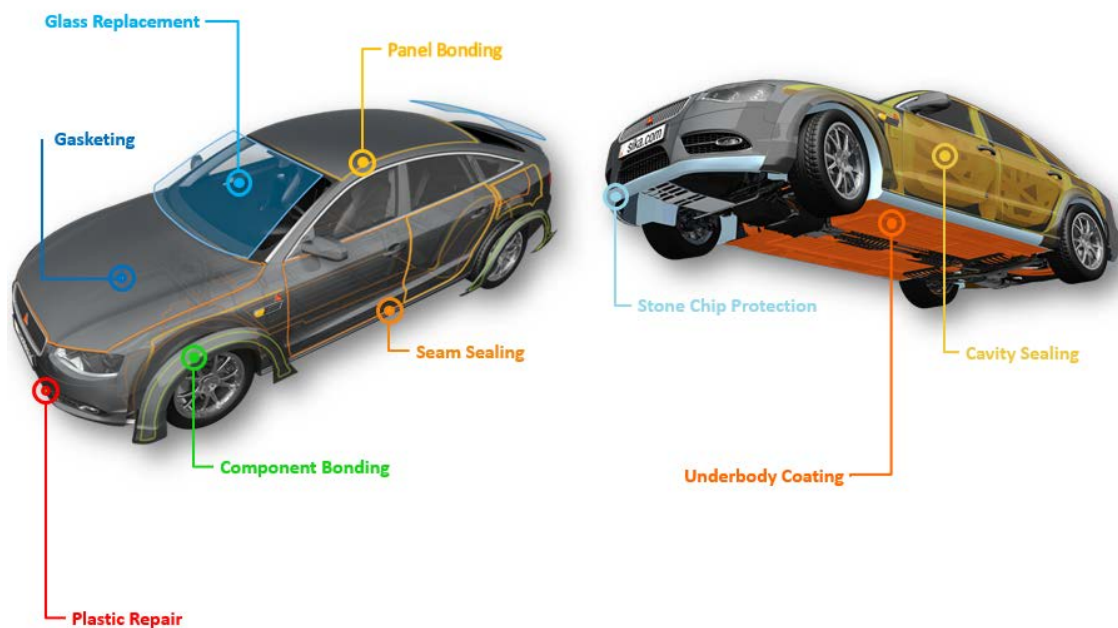 Glass Replacement
Panel Bonding
Gasketing
sika.com
Stone Chip Protection
Seam Sealing
Cavity Sealing
Component Bonding
Underbody Coating
Plastic Repair